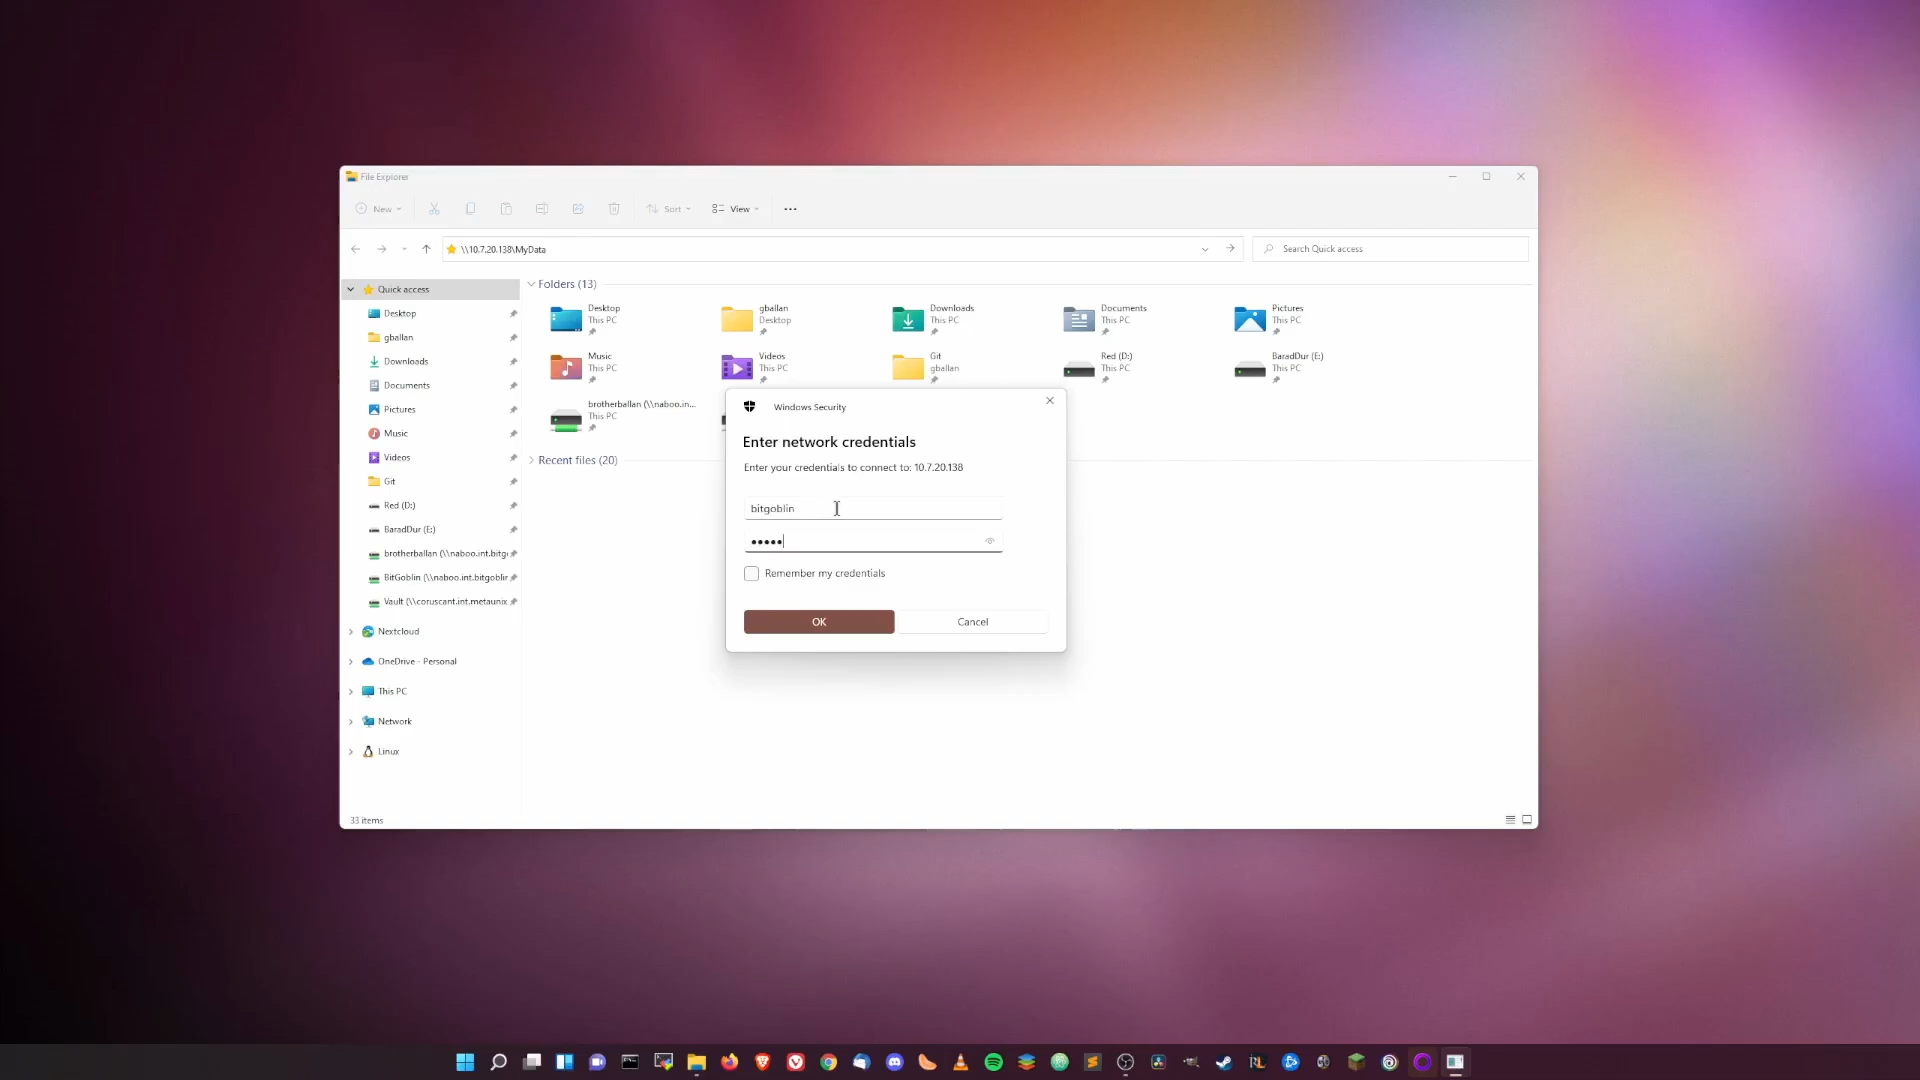 File Explorer
New
Sort
View
\\10.7.20.138\MyData
Search Quick access
Quick access
Desktop
gballan
Downloads
Documents
Pictures
Music
Videos
Git
Red (D:)
BaradDur (E:)
brotherballan (\\naboo.int.bitg
BitGoblin (\\naboo.int.bitgoblin
Vault (\\coruscant.int.metaunix
Nextcloud
OneDrive - Personal
This PC
Network
Linux
Folders (13)
Desktop
This PC
gballan
Desktop
Downloads
This PC
Documents
This PC
Pictures
This PC
Music
This PC
Videos
This PC
Git
gballan
Red (D:)
This PC
BaradDur (E:)
This PC
brotherballan (\\naboo.in...
This PC
Recent files (20)
Windows Security
Enter network credentials
Enter your credentials to connect to: 10.7.20.138
bitgoblin
•••••
Remember my credentials
OK
Cancel
33 items